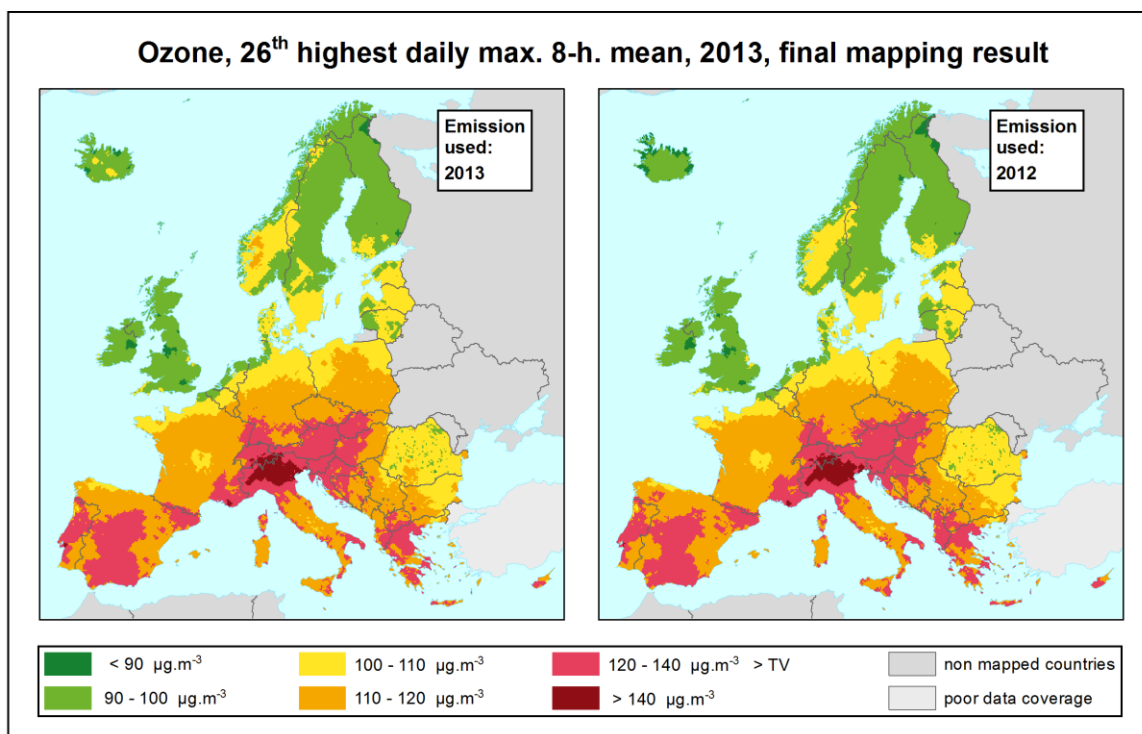 Ozone, 26th highest daily max. 8-h. mean, 2013, final mapping result
Emission
used:
2013
Emission
used:
2012
< 90 µg.m⁻³
100 - 110 µg.m⁻³
120 - 140 µg.m⁻³ > TV
non mapped countries
90 - 100 µg.m⁻³
110 - 120 µg.m⁻³
> 140 µg.m⁻³
poor data coverage